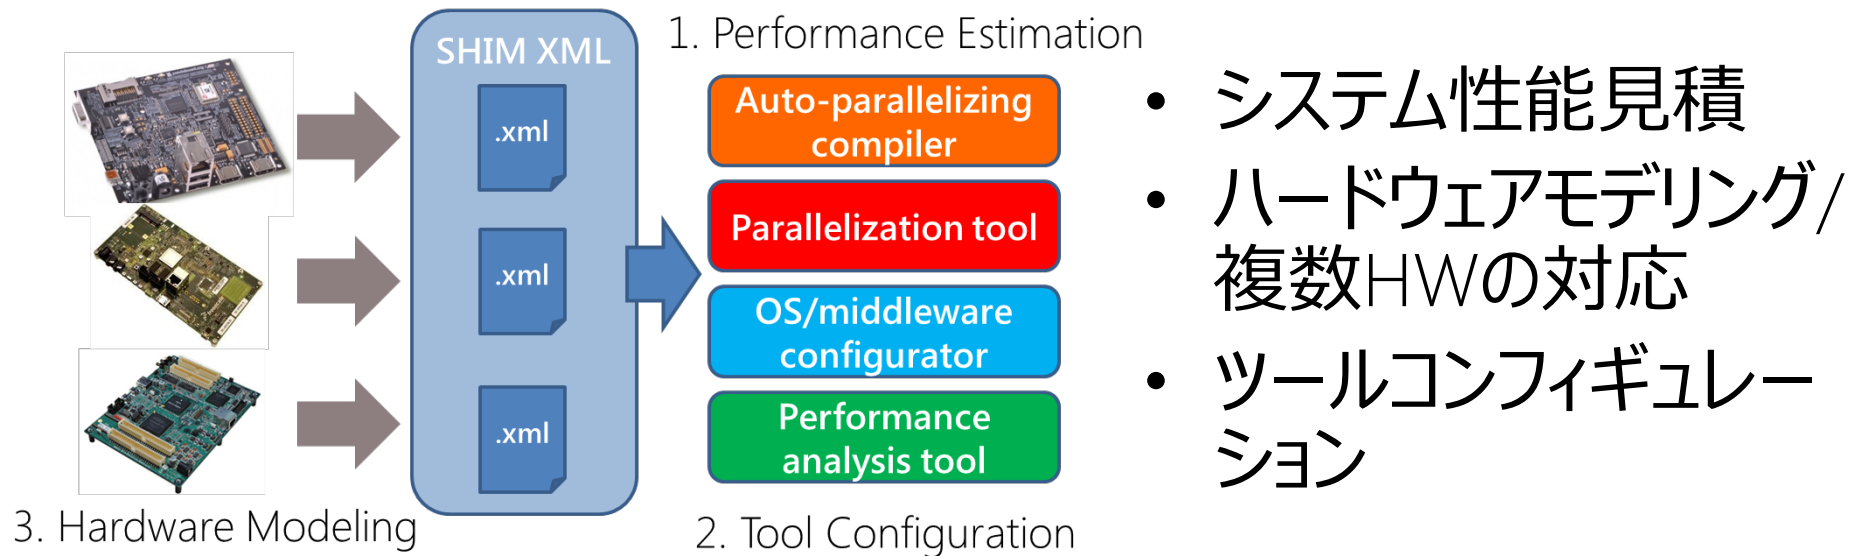 SHIM XML
.xml
.xml
.xml
3. Hardware Modeling
1. Performance Estimation
Auto-parallelizing
compiler
Parallelization tool
OS/middleware
configurator
Performance
analysis tool
2. Tool Configuration
• システム性能見積
• ハードウェアモデリング/
複数HWの対応
• ツールコンフィギュレー
ション